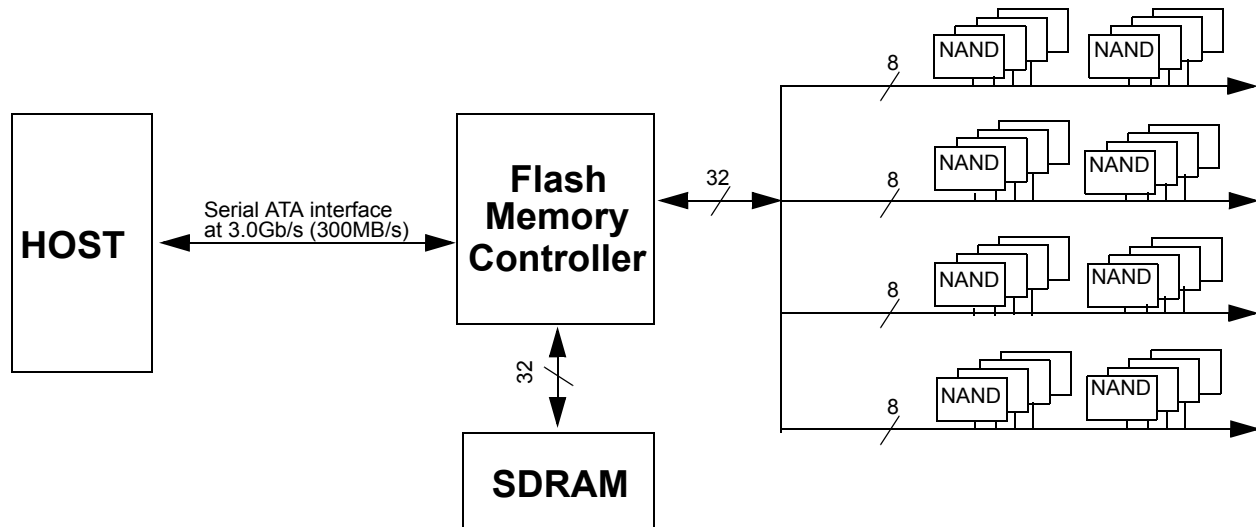 8
NAND
NAND
8
NAND
NAND
HOST
Serial ATA interface
at 3.0Gb/s (300MB/s)
Flash
Memory
Controller
32
8
NAND
NAND
32
8
NAND
NAND
SDRAM